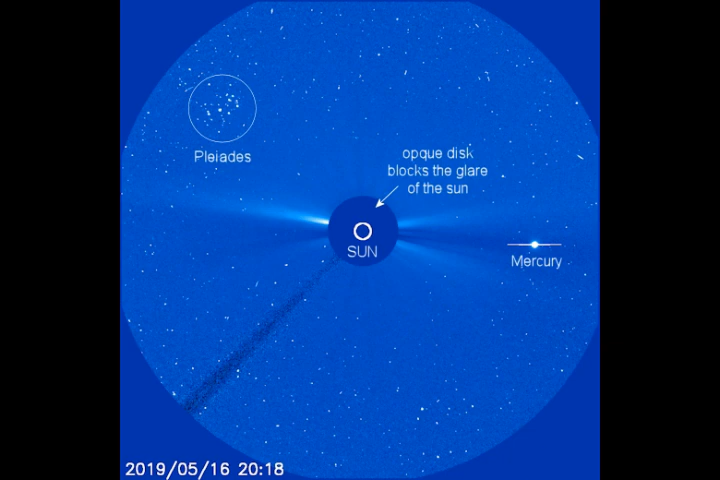 Pleiades
opque disk
blocks the glare
of the sun
SUN
Mercury
2019/05/16 20:18